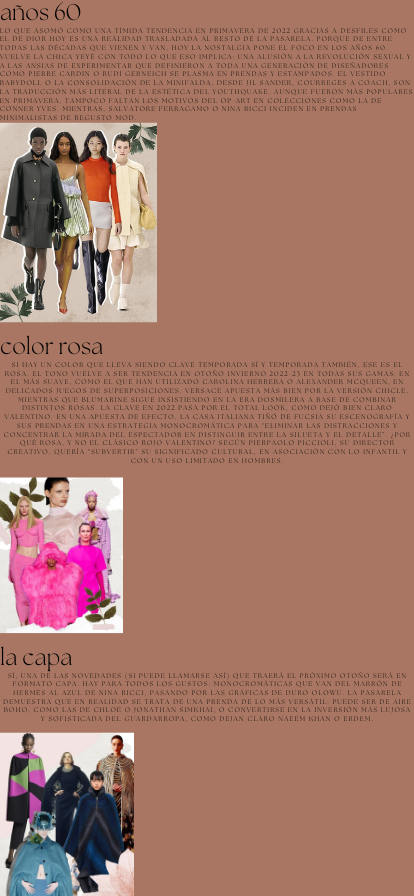 años 60
LO QUE ASOMÓ COMO UNA TÍMIDA TENDENCIA EN PRIMAVERA DE 2022 GRACIAS A DESFILES COMO
EL DE DIOR HOY ES UNA REALIDAD TRASLADADA AL RESTO DE LA PASARELA. PORQUE DE ENTRE
TODAS LAS DÉCADAS QUE VIENEN Y VAN, HOY LA NOSTALGIA PONE EL FOCO EN LOS AÑOS 60.
VUELVE LA CHICA YEYÉ CON TODO LO QUE ESO IMPLICA: UNA ALUSIÓN A LA REVOLUCIÓN SEXUAL Y
A LAS ANSIAS DE EXPERIMENTAR QUE DEFINIERON A TODA UNA GENERACIÓN DE DISEÑADORES
COMO PIERRE CARDIN O RUDI GERNEICH SE PLASMA EN PRENDAS Y ESTAMPADOS. EL VESTIDO
BABYDOLL O LA CONSOLIDACIÓN DE LA MINIFALDA, DESDE JIL SANDER, COURRÈGES A COACH, SON
LA TRADUCCIÓN MÁS LITERAL DE LA ESTÉTICA DEL YOUTHQUAKE. AUNQUE FUERON MÁS POPULARES
EN PRIMAVERA, TAMPOCO FALTAN LOS MOTIVOS DEL OP-ART EN COLECCIONES COMO LA DE
CONNER YVES. MIENTRAS, SALVATORE FERRAGAMO O NINA RICCI INCIDEN EN PRENDAS
MINIMALISTAS DE REGUSTO MOD.
color rosa
SI HAY UN COLOR QUE LLEVA SIENDO CLAVE TEMPORADA SÍ Y TEMPORADA TAMBIÉN, ESE ES EL
ROSA. EL TONO VUELVE A SER TENDENCIA EN OTOÑO INVIERNO 2022-23 EN TODAS SUS GAMAS: EN
EL MÁS SUAVE, COMO EL QUE HAN UTILIZADO CAROLINA HERRERA O ALEXANDER MCQUEEN, EN
DELICADOS JUEGOS DE SUPERPOSICIONES. VERSACE APUESTA MÁS BIEN POR LA VERSIÓN CHICLE,
MIENTRAS QUE BLUMARINE SIGUE INSISTIENDO EN LA ERA DOSMILERA A BASE DE COMBINAR
DISTINTOS ROSAS. LA CLAVE EN 2022 PASA POR EL TOTAL LOOK, COMO DEJÓ BIEN CLARO
VALENTINO. EN UNA APUESTA DE EFECTO, LA CASA ITALIANA TIÑÓ DE FUCSIA SU ESCENOGRAFÍA Y
SUS PRENDAS EN UNA ESTRATEGIA MONOCROMÁTICA PARA "ELIMINAR LAS DISTRACCIONES Y
CONCENTRAR LA MIRADA DEL ESPECTADOR EN DISTINGUIR ENTRE LA SILUETA Y EL DETALLE". ¿POR
QUÉ ROSA, Y NO EL CLÁSICO ROJO VALENTINO? SEGÚN PIERPAOLO PICCIOLI, SU DIRECTOR
CREATIVO, QUERÍA "SUBVERTIR" SU SIGNIFICADO CULTURAL, EN ASOCIACIÓN CON LO INFANTIL Y
CON UN USO LIMITADO EN HOMBRES.
la capa
SÍ, UNA DE LAS NOVEDADES (SI PUEDE LLAMARSE ASÍ) QUE TRAERÁ EL PRÓXIMO OTOÑO SERÁ EN
FORMATO CAPA. HAY PARA TODOS LOS GUSTOS: MONOCROMÁTICAS QUE VAN DEL MARRÓN DE
HERMÈS AL AZUL DE NINA RICCI, PASANDO POR LAS GRÁFICAS DE DURO OLOWU. LA PASARELA
DEMUESTRA QUE EN REALIDAD SE TRATA DE UNA PRENDA DE LO MÁS VERSÁTIL: PUEDE SER DE AIRE
BOHO, COMO LAS DE CHLOÉ O JONATHAN SIMKHAI, O CONVERTIRSE EN LA INVERSIÓN MÁS LUJOSA
Y SOFISTICADA DEL GUARDARROPA, COMO DEJAN CLARO NAEEM KHAN O ERDEM.